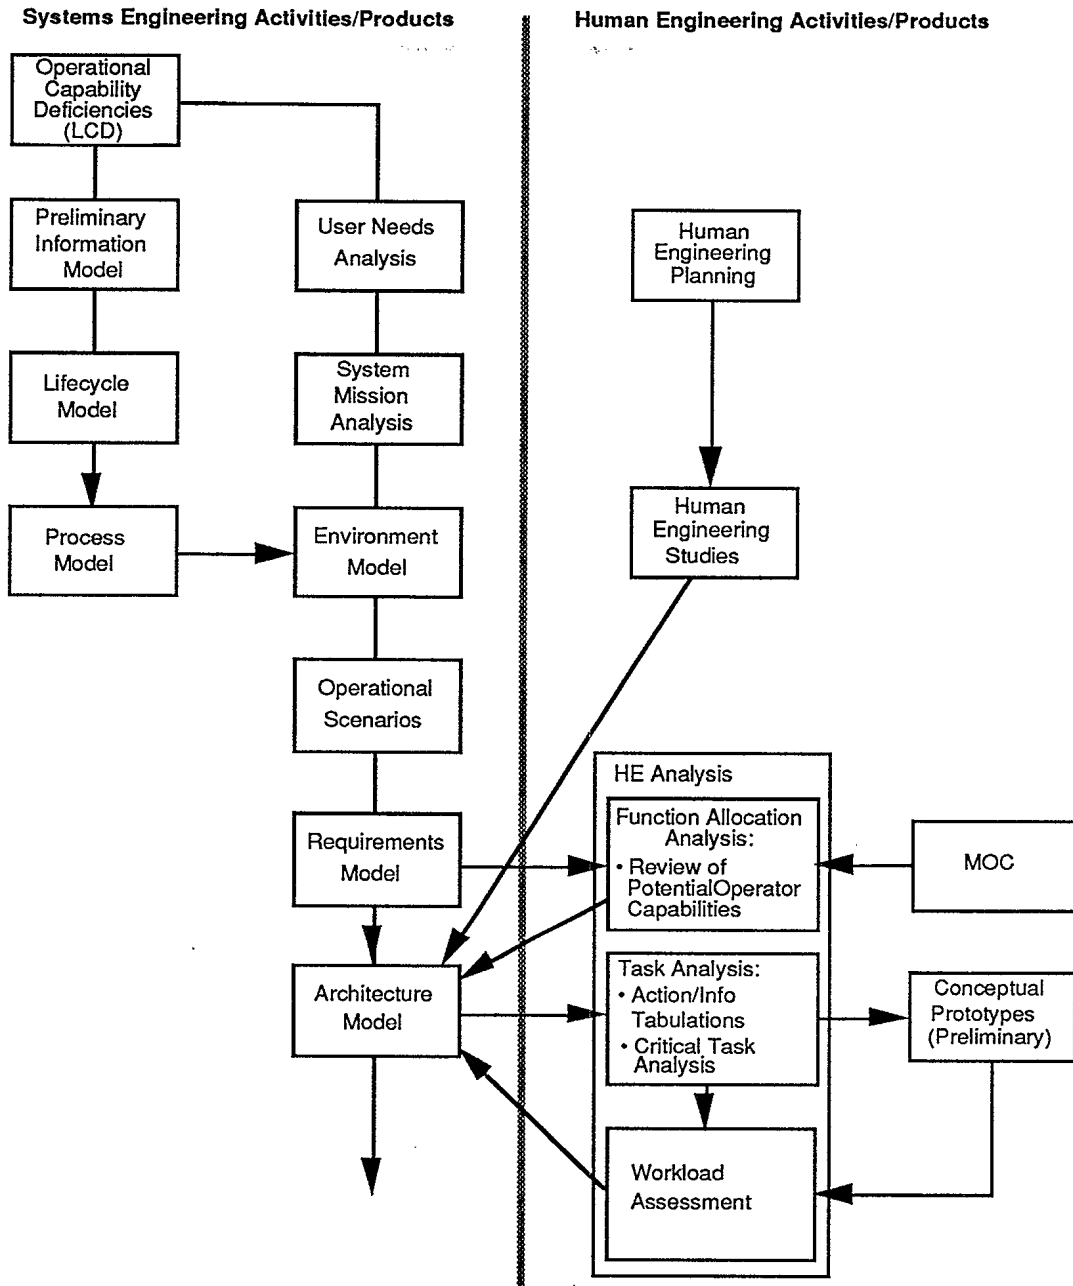 Systems Engineering Activities/Products
Human Engineering Activities/Products
Operational
Capability
Deficiencies
(LCD)
Preliminary
Information
Model
User Needs
Analysis
Human
Engineering
Planning
Lifecycle
Model
System
Mission
Analysis
Process
Model
Environment
Model
Human
Engineering
Studies
Operational
Scenarios
HE Analysis
Requirements
Model
Function Allocation
Analysis:
• Review of
PotentialOperator
Capabilities
MOC
Architecture
Model
Task Analysis:
• Action/Info
Tabulations
• Critical Task
Analysis
Conceptual
Prototypes
(Preliminary)
Workload
Assessment